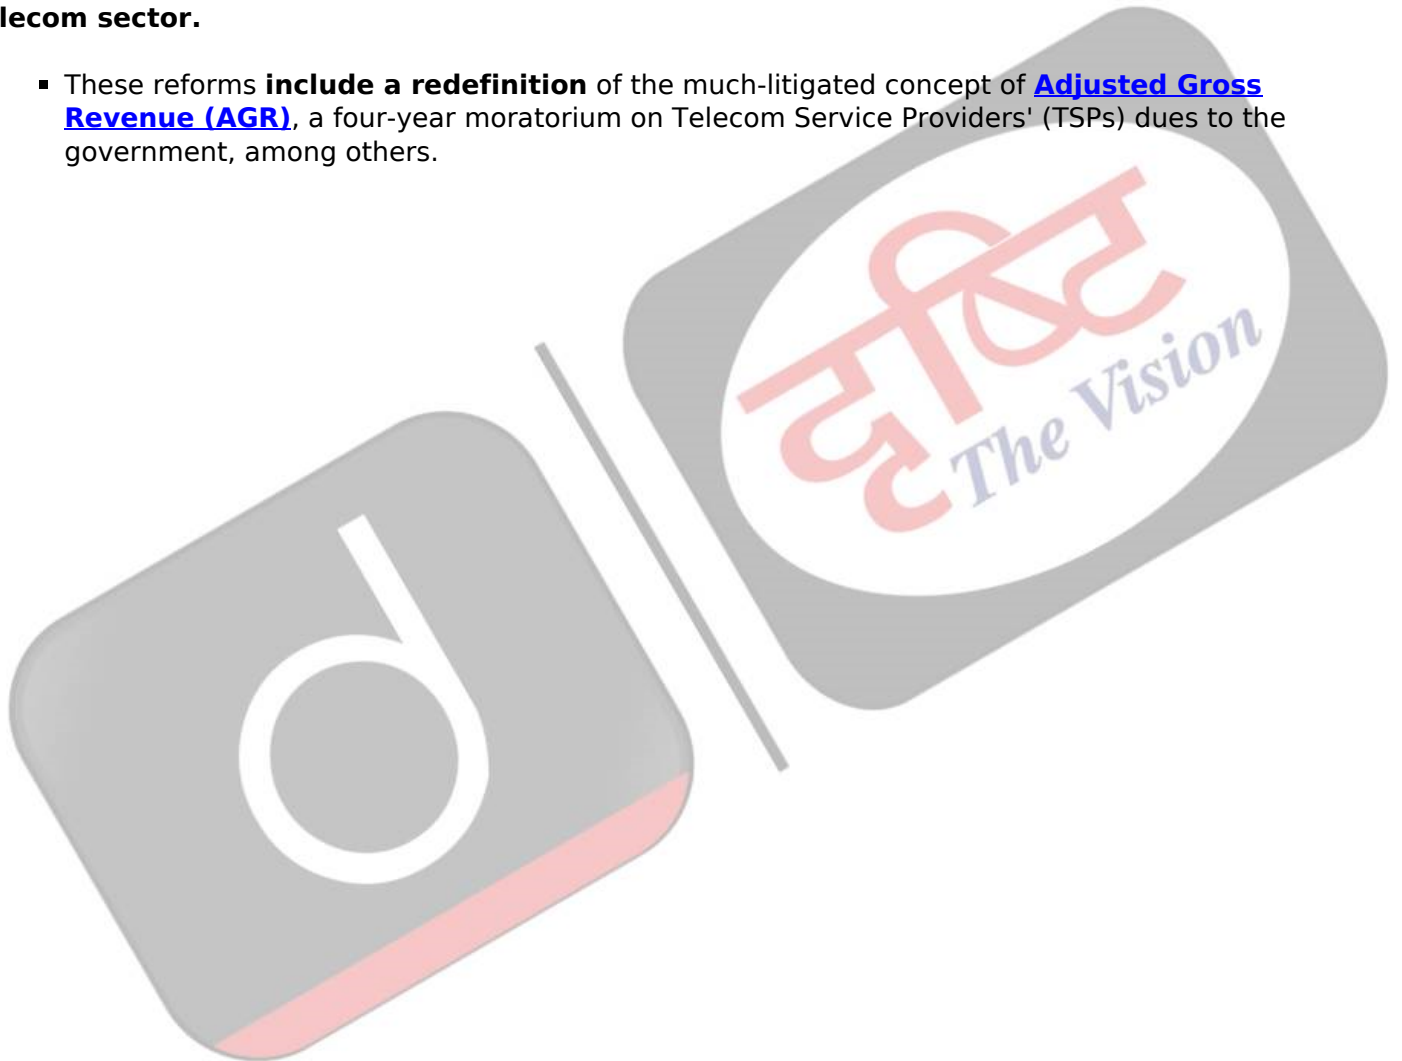 lecom sector.
▪ These reforms include a redefinition of the much-litigated concept of Adjusted Gross
Revenue (AGR), a four-year moratorium on Telecom Service Providers' (TSPs) dues to the
government, among others.
दृष्टि
The Vision
d